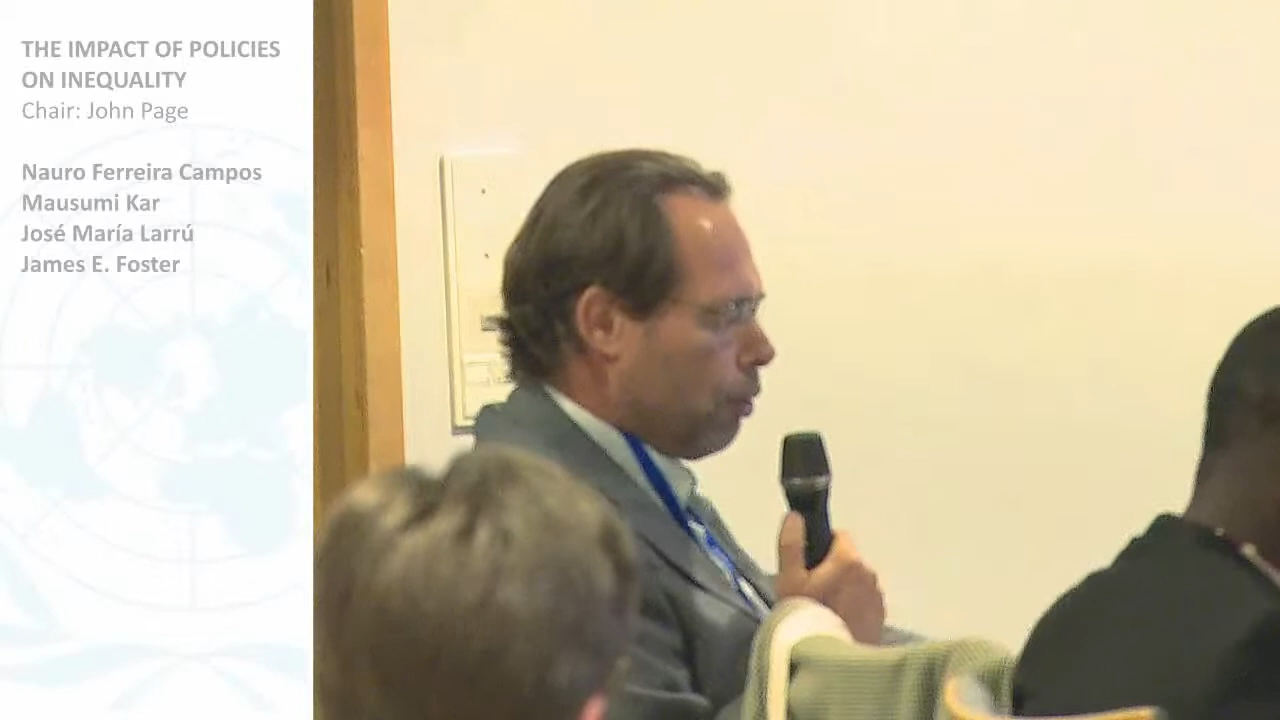 THE IMPACT OF POLICIES
ON INEQUALITY
Chair: John Page
Nauro Ferreira Campos
Mausumi Kar
José María Larrú
James E. Foster